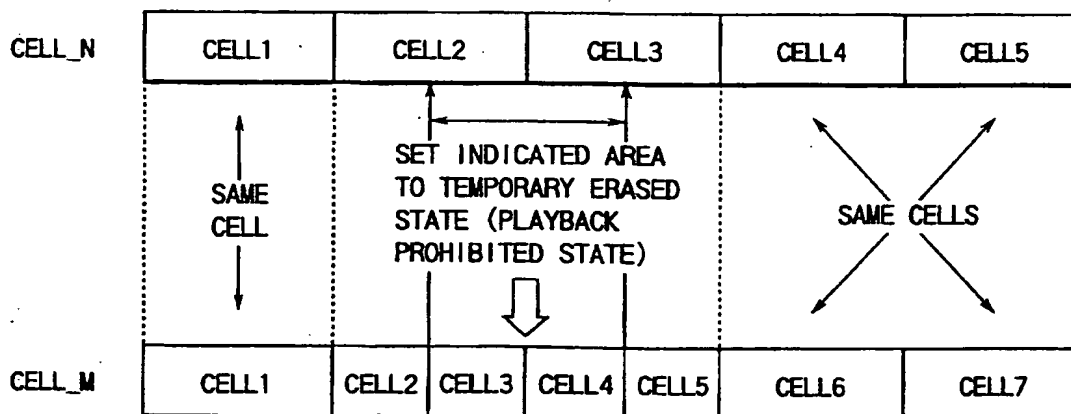 CELL_N CELL1 CELL2 CELL3 CELL4 CELL5
SET INDICATED AREA
TO TEMPORARY ERASED
STATE (PLAYBACK
PROHIBITED STATE)
SAME
CELL
SAME CELLS
CELL_M CELL1 CELL2 CELL3 CELL4 CELL5 CELL6 CELL7